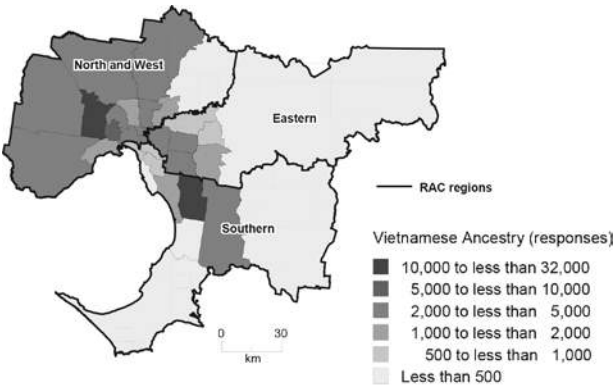 North and West
Eastern
RAC regions
Southern
Vietnamese Ancestry (responses)
10,000 to less than 32,000
5,000 to less than 10,000
2,000 to less than 5,000
1,000 to less than 2,000
500 to less than 1,000
Less than 500
0 30
km